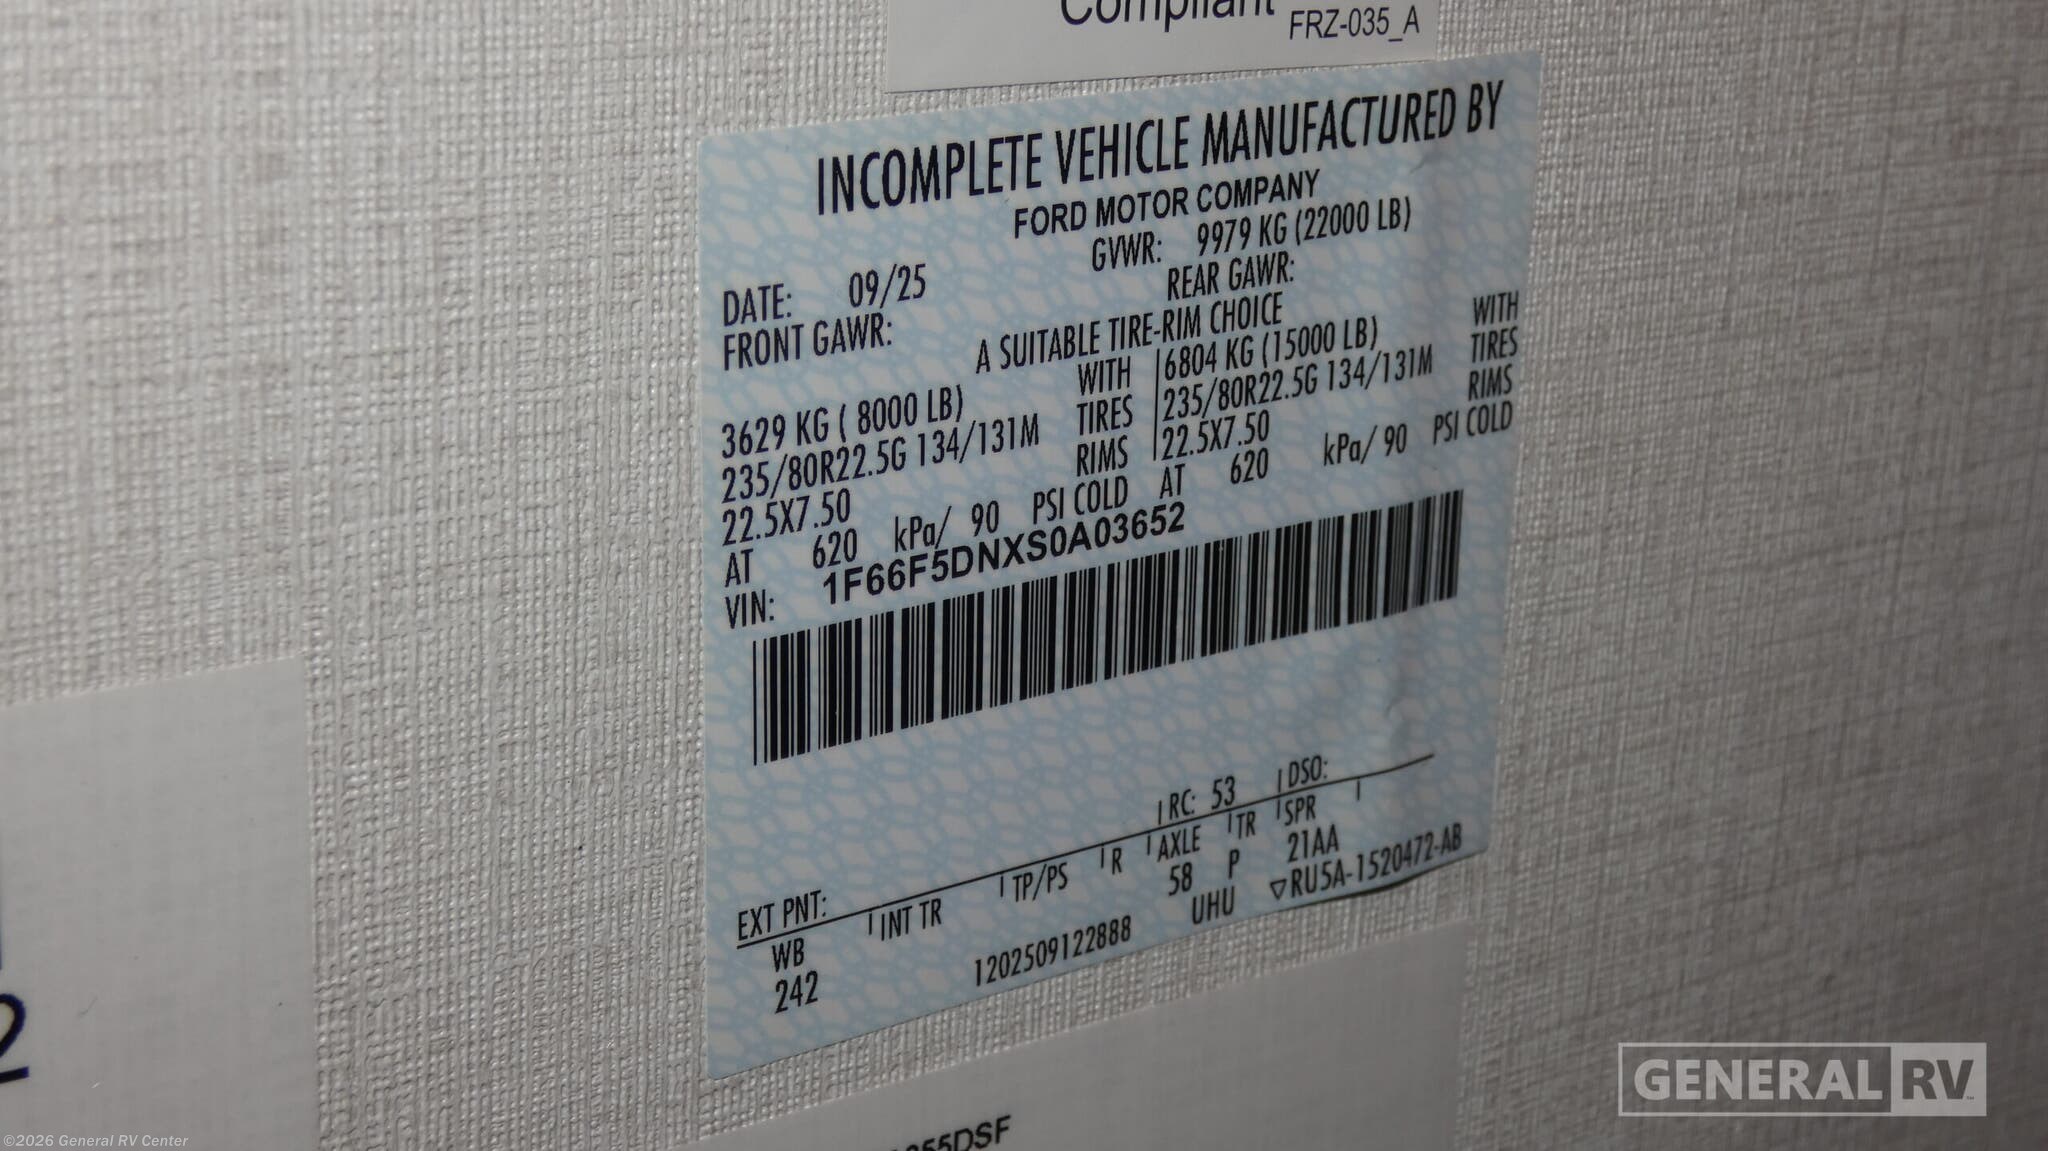 Compliant FRZ-035_A
INCOMPLETE VEHICLE MANUFACTURED BY
FORD MOTOR COMPANY
DATE: 09/25 GVWR: 9979 KG (22000 LB)
FRONT GAWR: REAR GAWR:
A SUITABLE TIRE-RIM CHOICE
3629 KG ( 8000 LB) WITH 6804 KG (15000 LB) WITH
235/80R22.5G 134/131M TIRES 235/80R22.5G 134/131M TIRES
22.5X7.50 RIMS 22.5X7.50 RIMS
AT 620 kPa/ 90 PSI COLD AT 620 kPa/ 90 PSI COLD
VIN: 1F66F5DNXS0A03652
EXT PNT: RC: 53 DSO:
WB INT TR TP/PS R AXLE TR SPR
242 58 P 21AA
1202509122888 UHU ▽RU5A-1520472-AB
2
55DSF
GENERAL RV
©2026 General RV Center